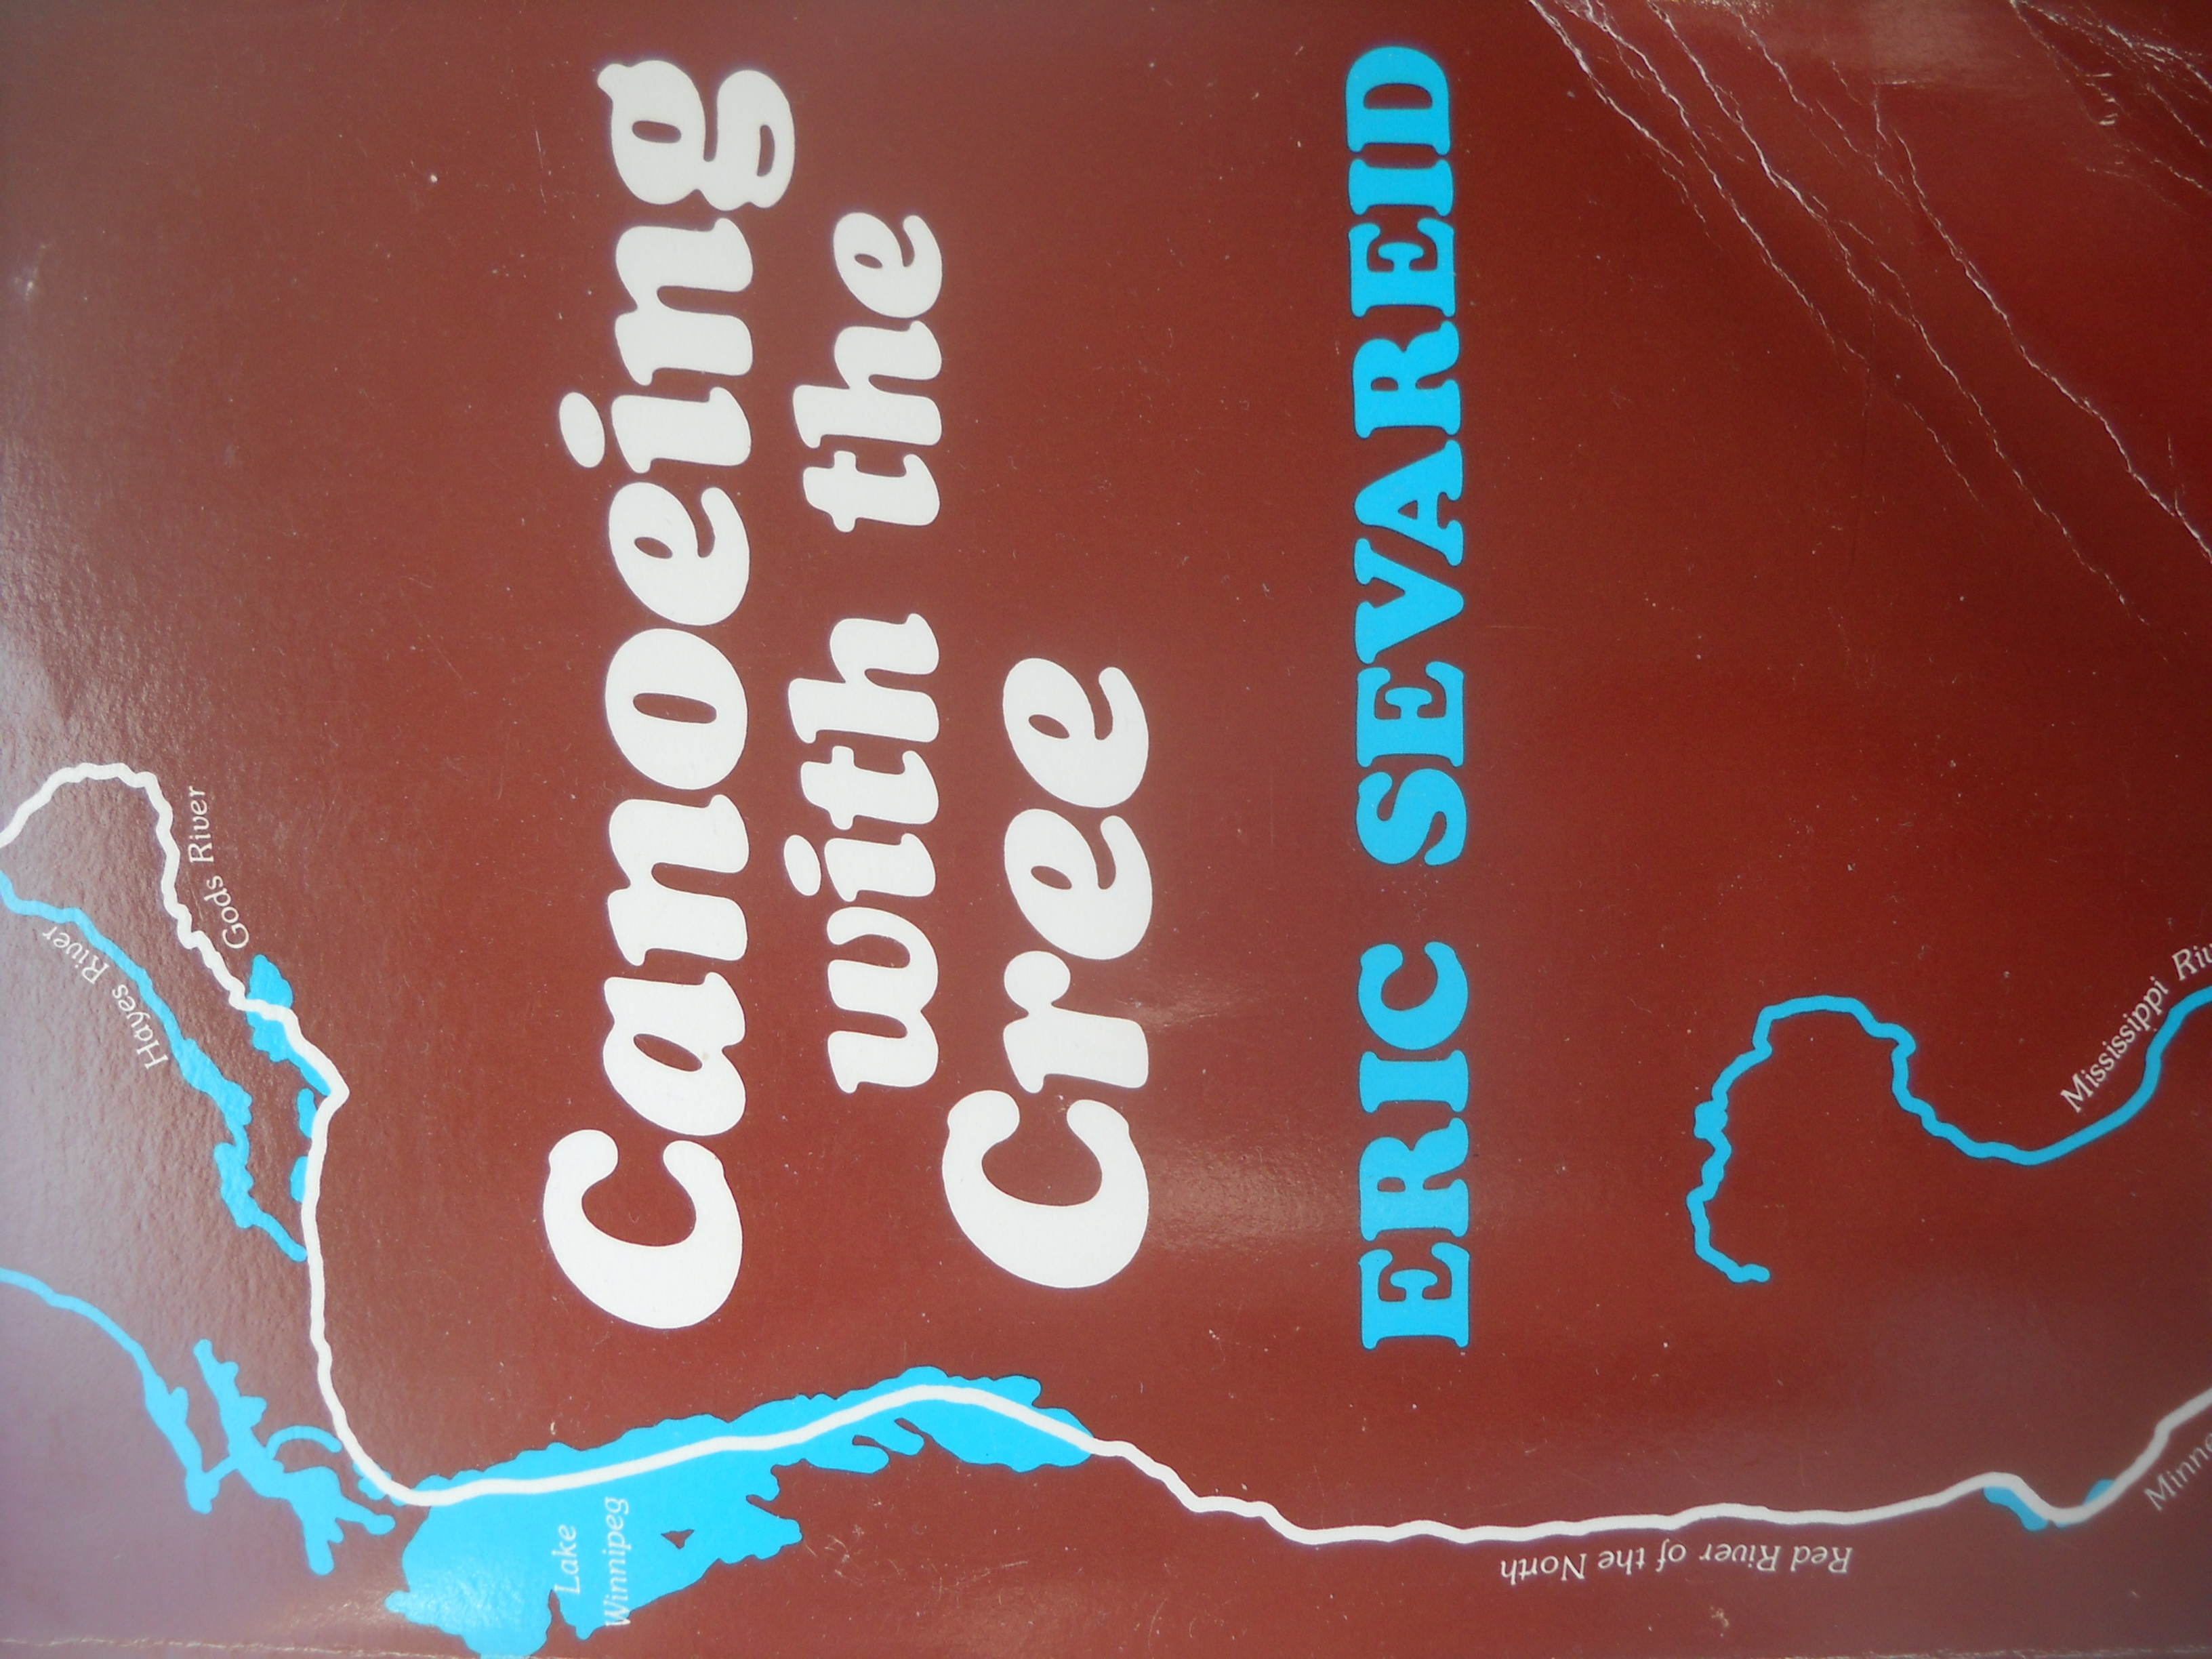 Canoeing
with the
Cree
ERIC SEVAREID
Hayes River
Gods River
Lake
Winnipeg
Red River of the North
Mississippi